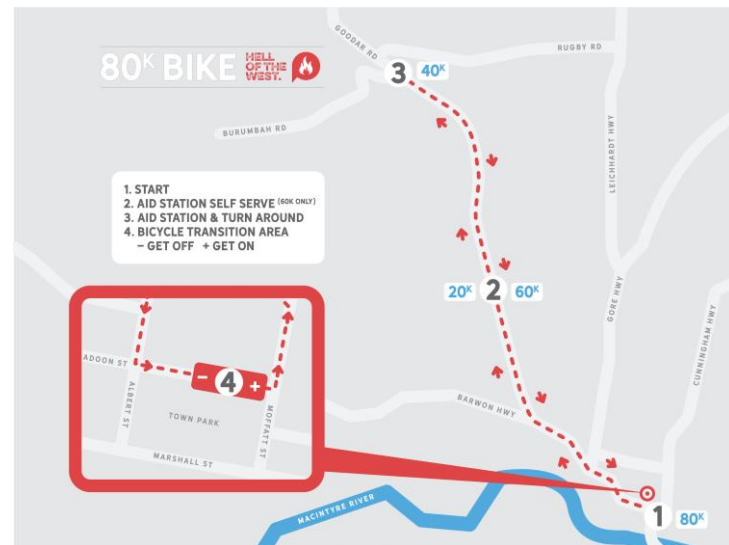 80K BIKE
HELL
OF THE
WEST.
GOODAR RD
RUGBY RD
3 40K
BURUMBAH RD
LEICHHARDT HWY
1. START
2. AID STATION SELF SERVE (60K ONLY)
3. AID STATION & TURN AROUND
4. BICYCLE TRANSITION AREA
– GET OFF + GET ON
20K 2 60K
GORE HWY
CUNNINGHAM HWY
ADOON ST
– 4 +
ALBERT ST
TOWN PARK
MOFFATT ST
MARSHALL ST
BARWON HWY
MACINTYRE RIVER
1 80K